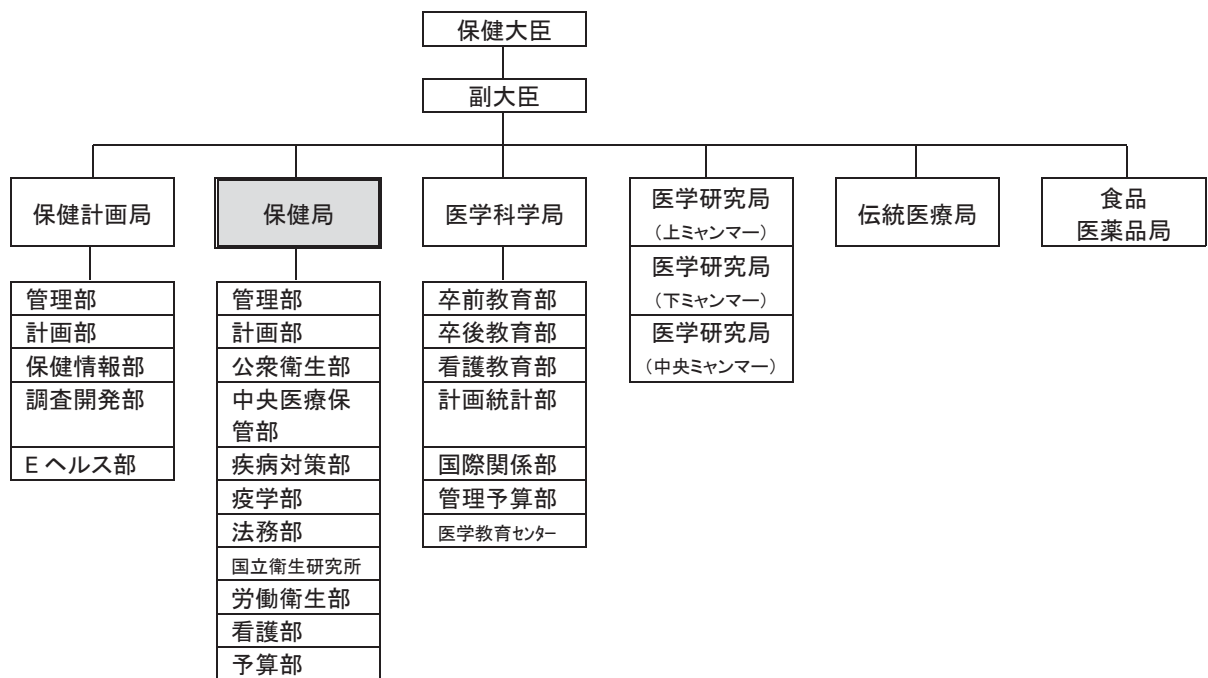 保健大臣
副大臣
保健計画局
保健局
医学科学局
医学研究局
（上ミャンマー）
医学研究局
（下ミャンマー）
医学研究局
（中央ミャンマー）
伝統医療局
食品
医薬品局
管理部
計画部
保健情報部
調査開発部
E ヘルス部
管理部
計画部
公衆衛生部
中央医療保
管部
疾病対策部
疫学部
法務部
国立衛生研究所
労働衛生部
看護部
予算部
卒前教育部
卒後教育部
看護教育部
計画統計部
国際関係部
管理予算部
医学教育センター